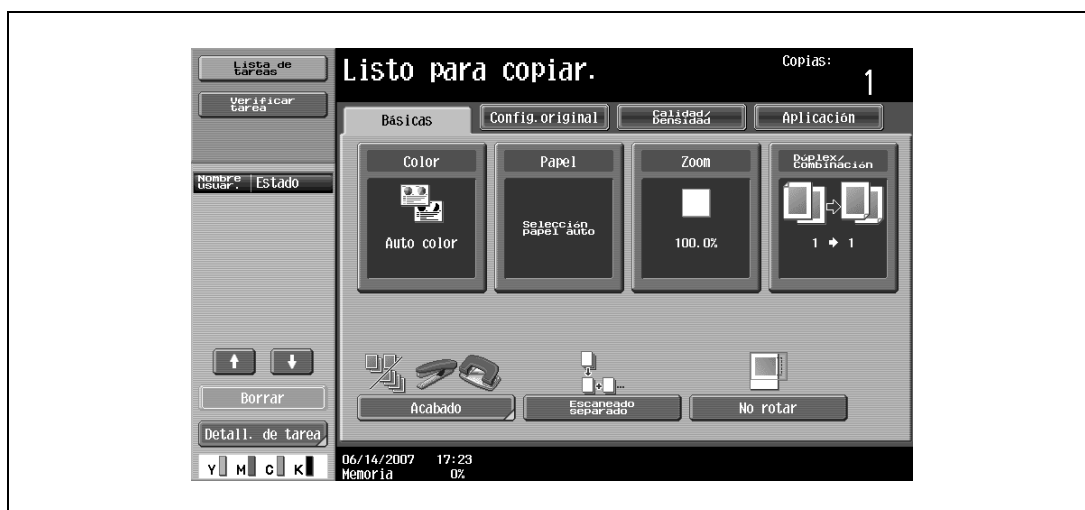 Lista de
tareas
Listo para copiar.
Copias:
1
Verificar
tarea
Básicas
Config.original
Calidad/
Densidad
Aplicación
Nombre
usuar.
Estado
Color
Papel
Zoom
Dúplex/
Combinación
Auto color
Selección
papel auto
100.0%
1 → 1
Borrar
Acabado
Escaneado
separado
No rotar
Detall. de tarea
Y M C K
06/14/2007 17:23
Memoria 0%